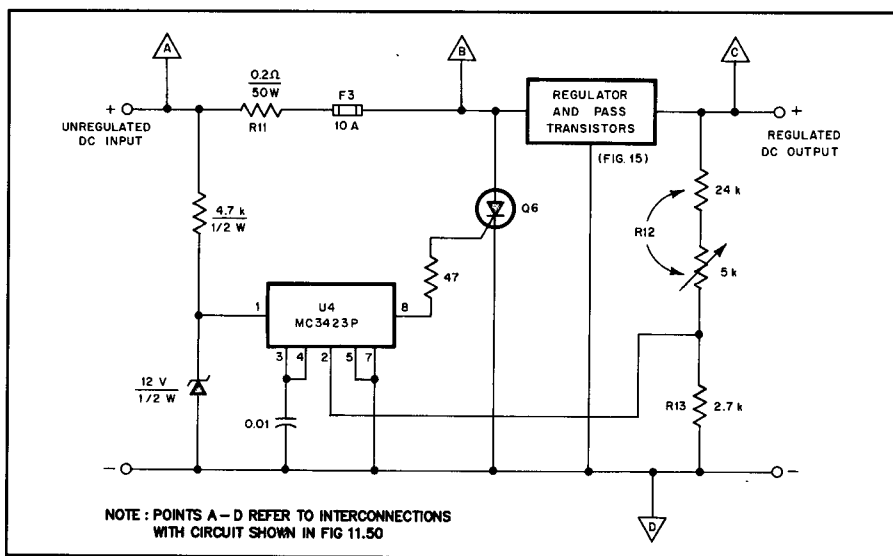 A
B
C
0.2Ω
50W
R11
F3
10 A
+
UNREGULATED
DC INPUT
REGULATOR
AND PASS
TRANSISTORS
(FIG. 15)
+
REGULATED
DC OUTPUT
4.7 k
1/2 W
Q6
47
24 k
R12
5 k
1
U4
MC3423P
8
3
4
2
5
7
12 V
1/2 W
0.01
R13
2.7 k
–
–
D
NOTE : POINTS A – D REFER TO INTERCONNECTIONS
WITH CIRCUIT SHOWN IN FIG 11.50